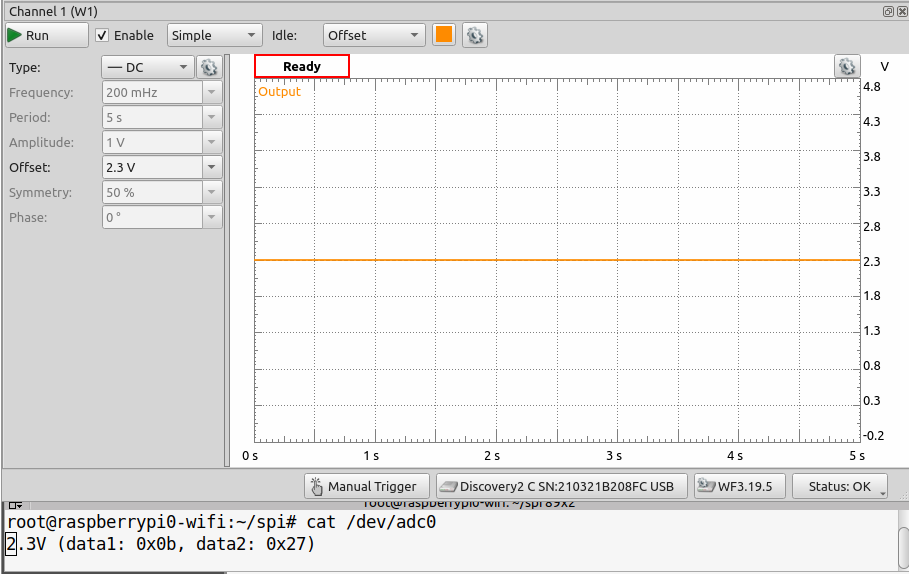 Channel 1 (W1)
Run Enable Simple Idle: Offset
Type: DC
Frequency: 200 mHz
Period: 5 s
Amplitude: 1 V
Offset: 2.3 V
Symmetry: 50 %
Phase: 0 °
Ready V
Output
4.8
4.3
3.8
3.3
2.8
2.3
1.8
1.3
0.8
0.3
-0.2
0 s 1 s 2 s 3 s 4 s 5 s
Manual Trigger Discovery2 C SN:210321B208FC USB WF3.19.5 Status: OK
root@raspberrypi0-wifi:~/spi# cat /dev/adc0
2.3V (data1: 0x0b, data2: 0x27)